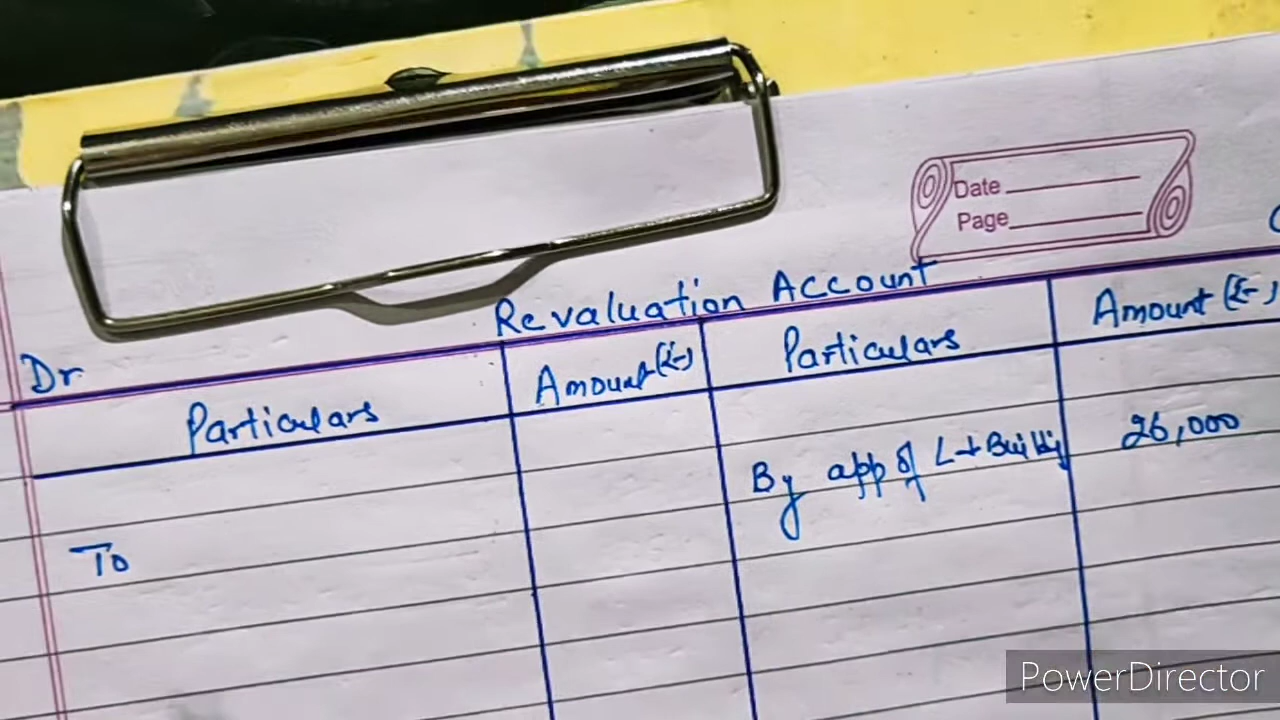 Date
Page
Revaluation Account
Dr
Particulars Amount(₹-) Particulars Amount(₹-)
By app of L+Building 26,000
To
PowerDirector